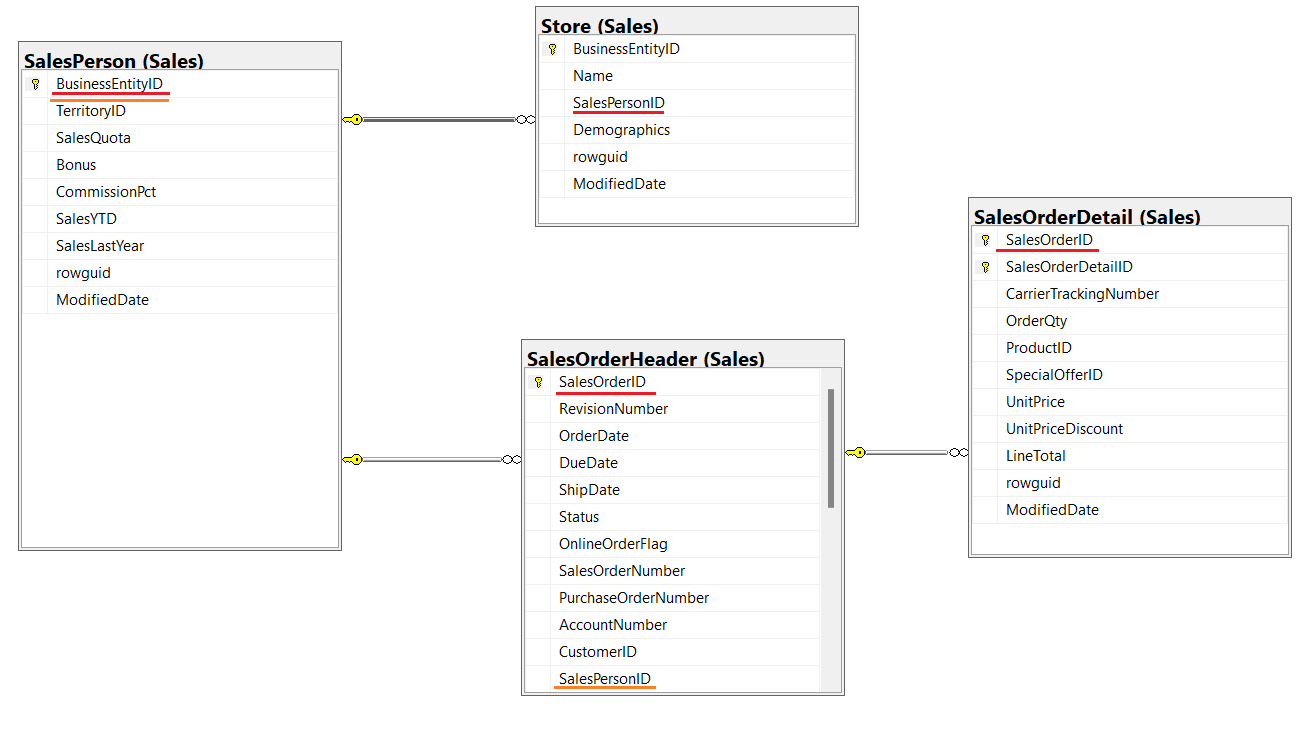 SalesPerson (Sales)
BusinessEntityID
TerritoryID
SalesQuota
Bonus
CommissionPct
SalesYTD
SalesLastYear
rowguid
ModifiedDate
Store (Sales)
BusinessEntityID
Name
SalesPersonID
Demographics
rowguid
ModifiedDate
SalesOrderHeader (Sales)
SalesOrderID
RevisionNumber
OrderDate
DueDate
ShipDate
Status
OnlineOrderFlag
SalesOrderNumber
PurchaseOrderNumber
AccountNumber
CustomerID
SalesPersonID
SalesOrderDetail (Sales)
SalesOrderID
SalesOrderDetailID
CarrierTrackingNumber
OrderQty
ProductID
SpecialOfferID
UnitPrice
UnitPriceDiscount
LineTotal
rowguid
ModifiedDate